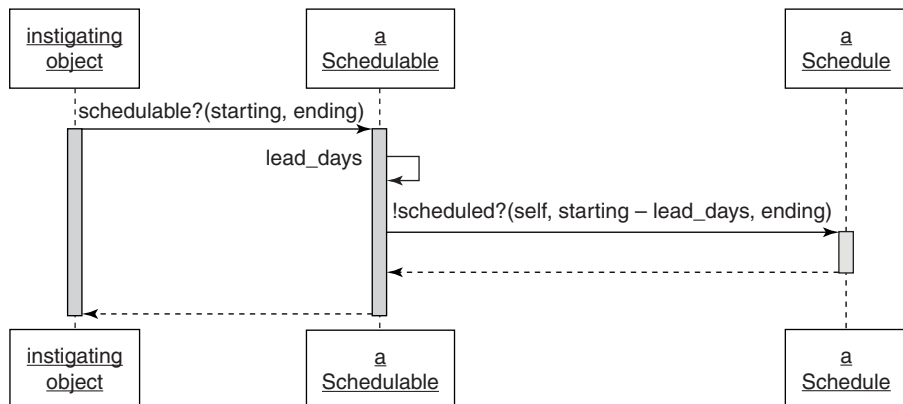 instigating
object
a
Schedulable
a
Schedule
schedulable?(starting, ending)
lead_days
!scheduled?(self, starting – lead_days, ending)
instigating
object
a
Schedulable
a
Schedule